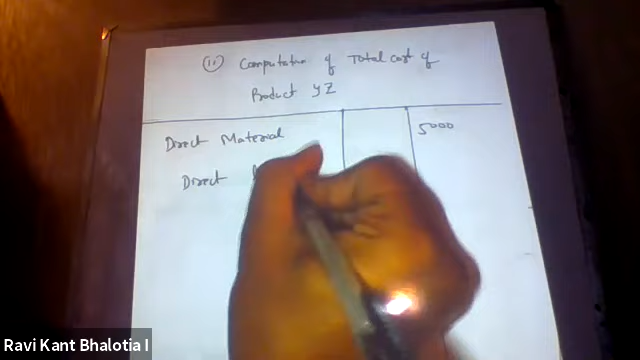 (ii) Computation of Total cost of
Product YZ
Direct Material 5000
Direct
Ravi Kant Bhalotia I